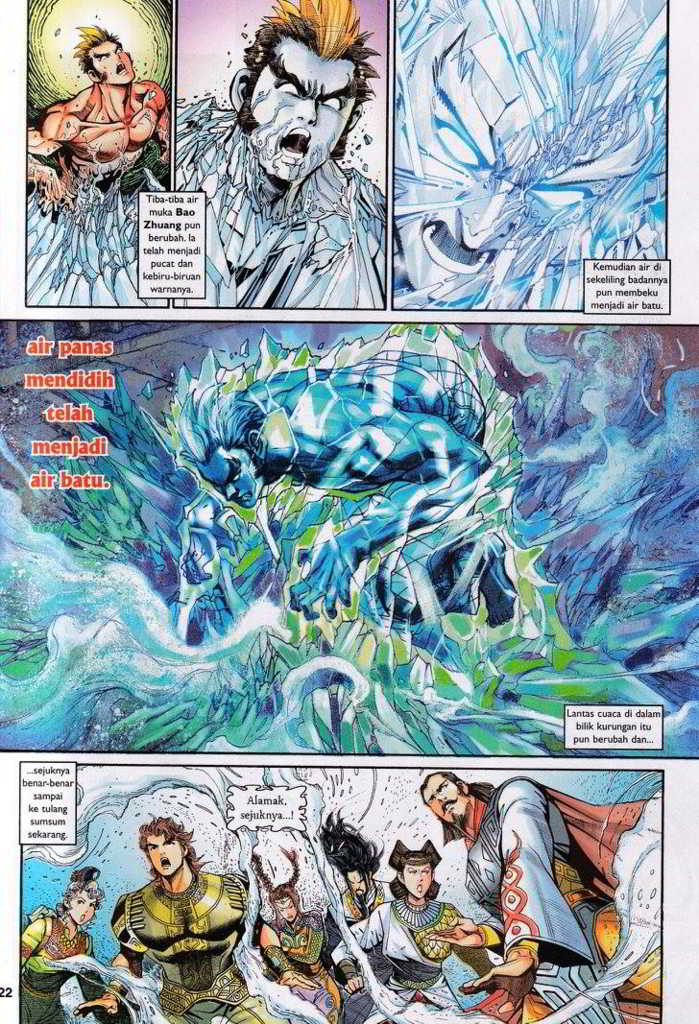 Tiba-tiba air
muka Bao
Zhuang pun
berubah. Ia
telah menjadi
pucat dan
kebiru-biruan
warnanya.
Kemudian air di
sekeliling badannya
pun membeku
menjadi air batu.
air panas
mendidih
telah
menjadi
air batu.
Lantas cuaca di dalam
bilik kurungan itu
pun berubah dan...
...sejuknya
benar-benar
sampai
ke tulang
sumsum
sekarang.
Alamak,
sejuknya...!
22